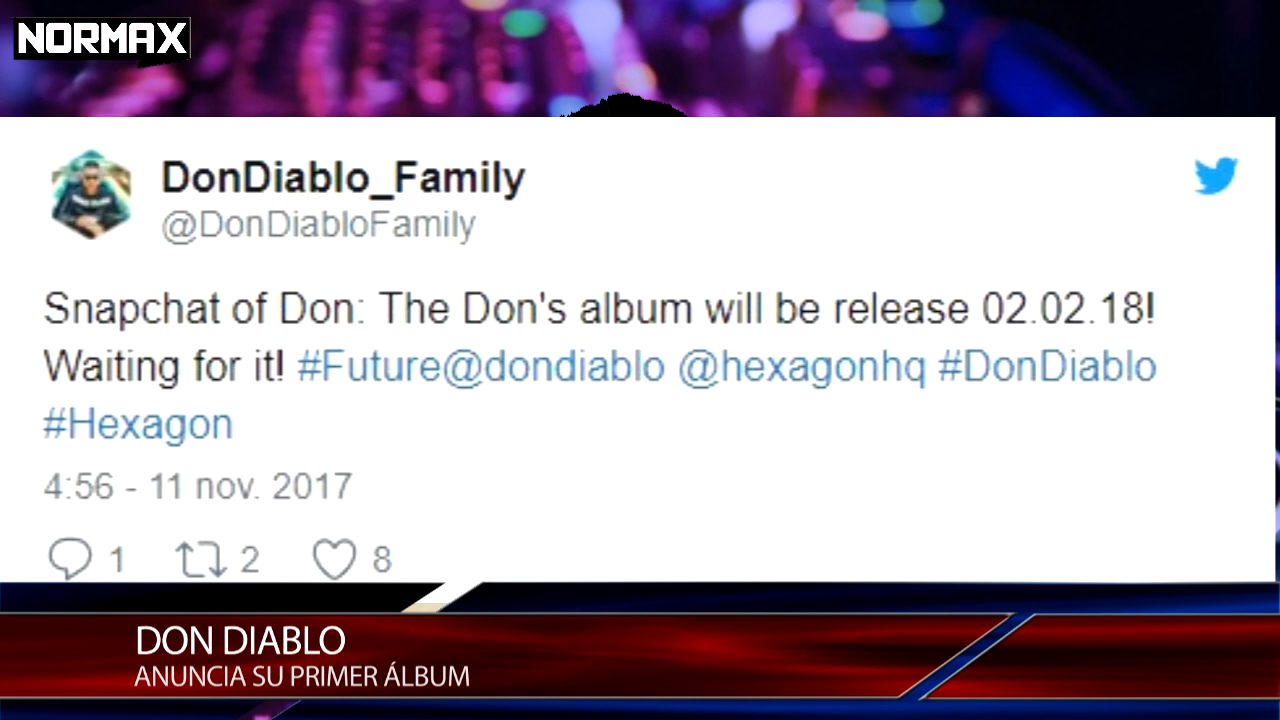 NORMAX
DonDiablo_Family
@DonDiabloFamily
Snapchat of Don: The Don's album will be release 02.02.18!
Waiting for it! #Future@dondiablo @hexagonhq #DonDiablo
#Hexagon
4:56 - 11 nov. 2017
1 2 8
DON DIABLO
ANUNCIA SU PRIMER ÁLBUM